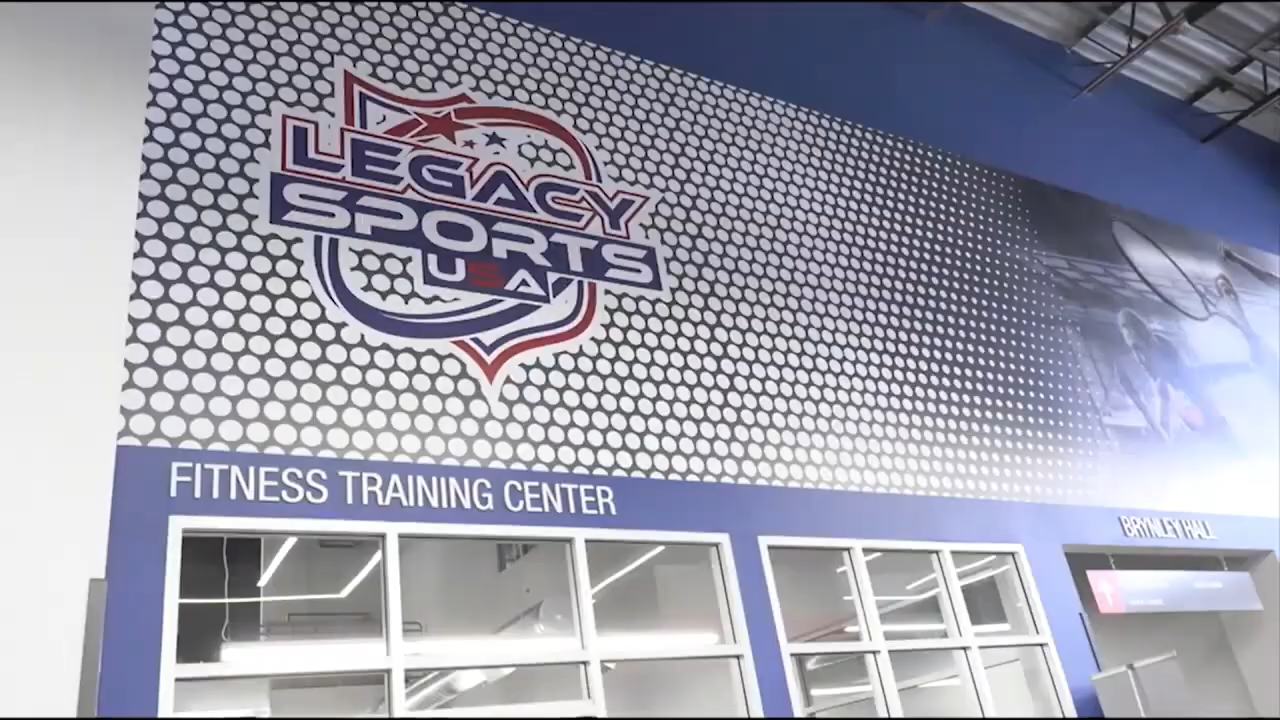 LEGACY
SPORTS
USA
FITNESS TRAINING CENTER
BRYNLEY HALL